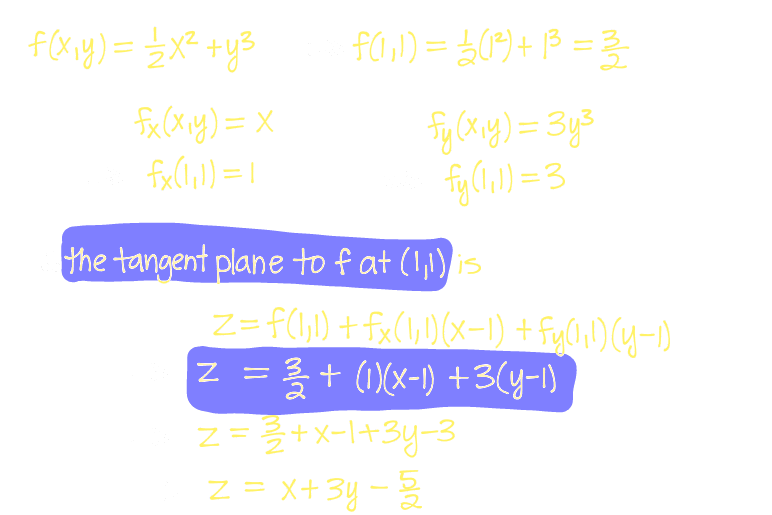 f(x,y) = 1/2 x² + y³ f(1,1) = 1/2(1²) + 1³ = 3/2
fx(x,y) = x fy(x,y) = 3y³
fx(1,1) = 1 fy(1,1) = 3
the tangent plane to f at (1,1) is
z = f(1,1) + fx(1,1)(x-1) + fy(1,1)(y-1)
z = 3/2 + (1)(x-1) + 3(y-1)
z = 3/2 + x-1+3y-3
z = x+3y - 5/2